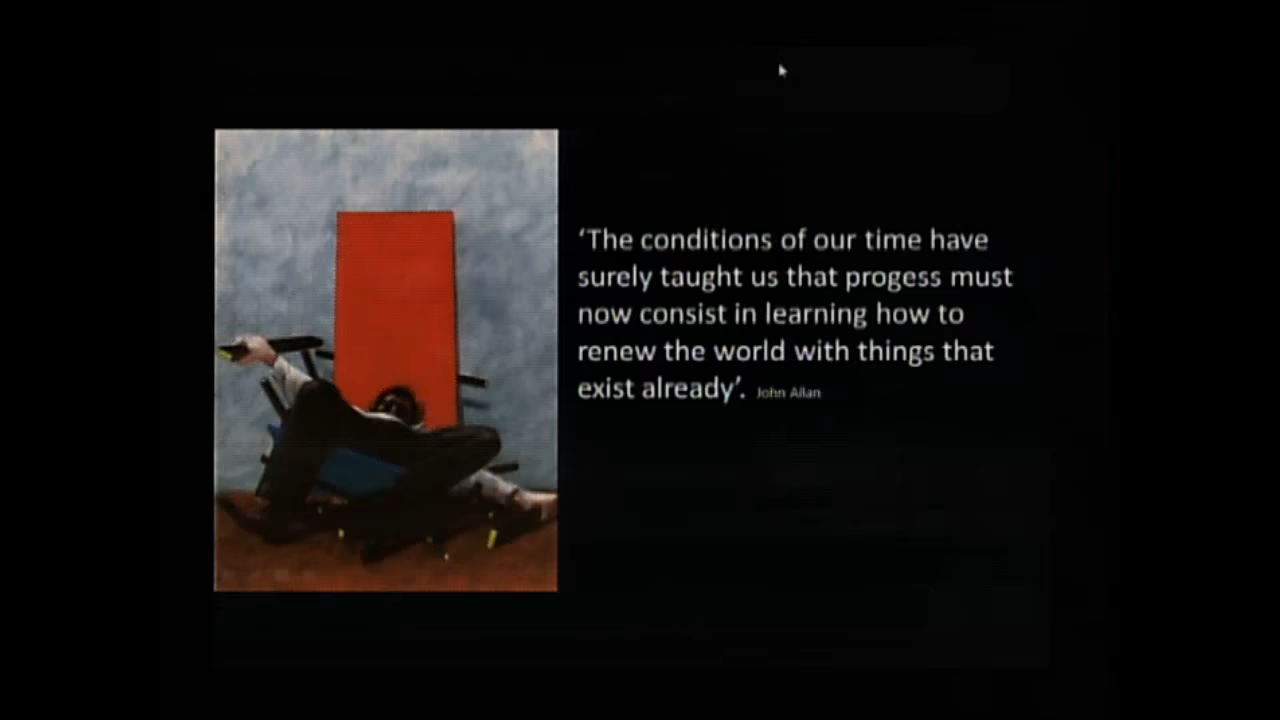 ‘The conditions of our time have
surely taught us that progess must
now consist in learning how to
renew the world with things that
exist already’. John Allan